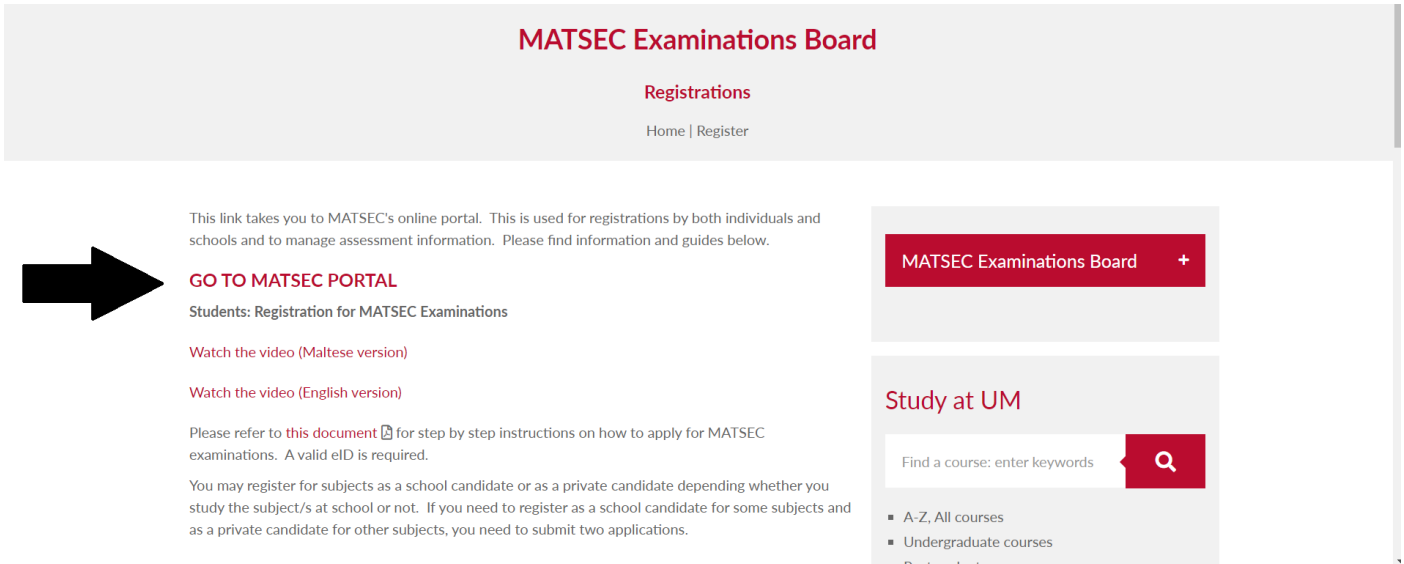 MATSEC Examinations Board
Registrations
Home | Register
This link takes you to MATSEC's online portal.  This is used for registrations by both individuals and
schools and to manage assessment information.  Please find information and guides below.
GO TO MATSEC PORTAL
Students: Registration for MATSEC Examinations
Watch the video (Maltese version)
Watch the video (English version)
Please refer to this document for step by step instructions on how to apply for MATSEC
examinations.  A valid eID is required.
You may register for subjects as a school candidate or as a private candidate depending whether you
study the subject/s at school or not.  If you need to register as a school candidate for some subjects and
as a private candidate for other subjects, you need to submit two applications.
MATSEC Examinations Board +
Study at UM
Find a course: enter keywords
A-Z, All courses
Undergraduate courses